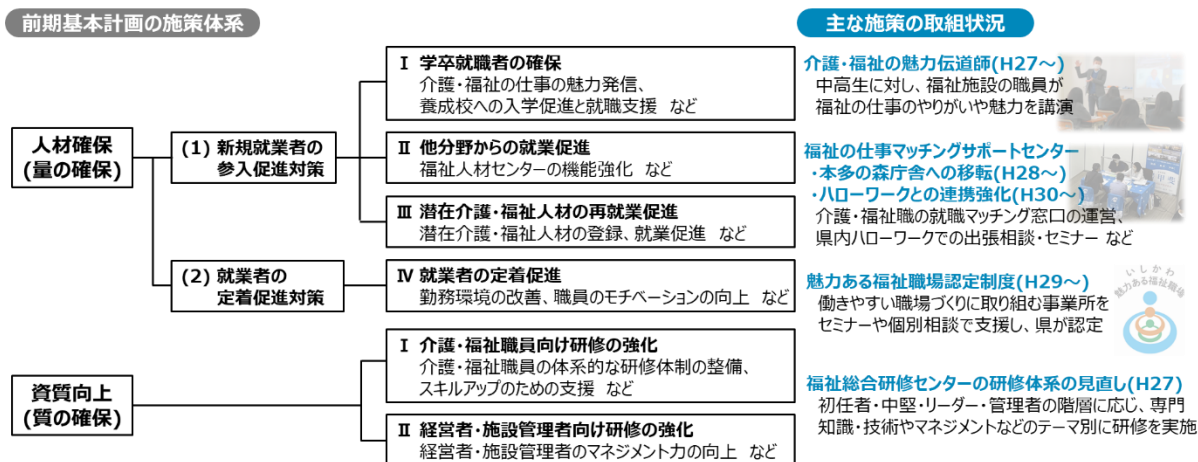 前期基本計画の施策体系
主な施策の取組状況
人材確保
(量の確保)
(1) 新規就業者の
参入促進対策
Ⅰ 学卒就職者の確保
介護・福祉の仕事の魅力発信、
養成校への入学促進と就職支援 など
Ⅱ 他分野からの就業促進
福祉人材センターの機能強化 など
Ⅲ 潜在介護・福祉人材の再就業促進
潜在介護・福祉人材の登録、就業促進 など
(2) 就業者の
定着促進対策
Ⅳ 就業者の定着促進
勤務環境の改善、職員のモチベーションの向上 など
資質向上
(質の確保)
Ⅰ 介護・福祉職員向け研修の強化
介護・福祉職員の体系的な研修体制の整備、
スキルアップのための支援 など
Ⅱ 経営者・施設管理者向け研修の強化
経営者・施設管理者のマネジメント力の向上 など
介護・福祉の魅力伝道師(H27～)
中高生に対し、福祉施設の職員が
福祉の仕事のやりがいや魅力を講演
福祉の仕事マッチングサポートセンター
・本多の森庁舎への移転(H28～)
・ハローワークとの連携強化(H30～)
介護・福祉職の就職マッチング窓口の運営、
県内ハローワークでの出張相談・セミナー など
魅力ある福祉職場認定制度(H29～)
働きやすい職場づくりに取り組む事業所を
セミナーや個別相談で支援し、県が認定
いしかわ
魅力ある福祉職場
福祉総合研修センターの研修体系の見直し(H27)
初任者・中堅・リーダー・管理者の階層に応じ、専門
知識・技術やマネジメントなどのテーマ別に研修を実施